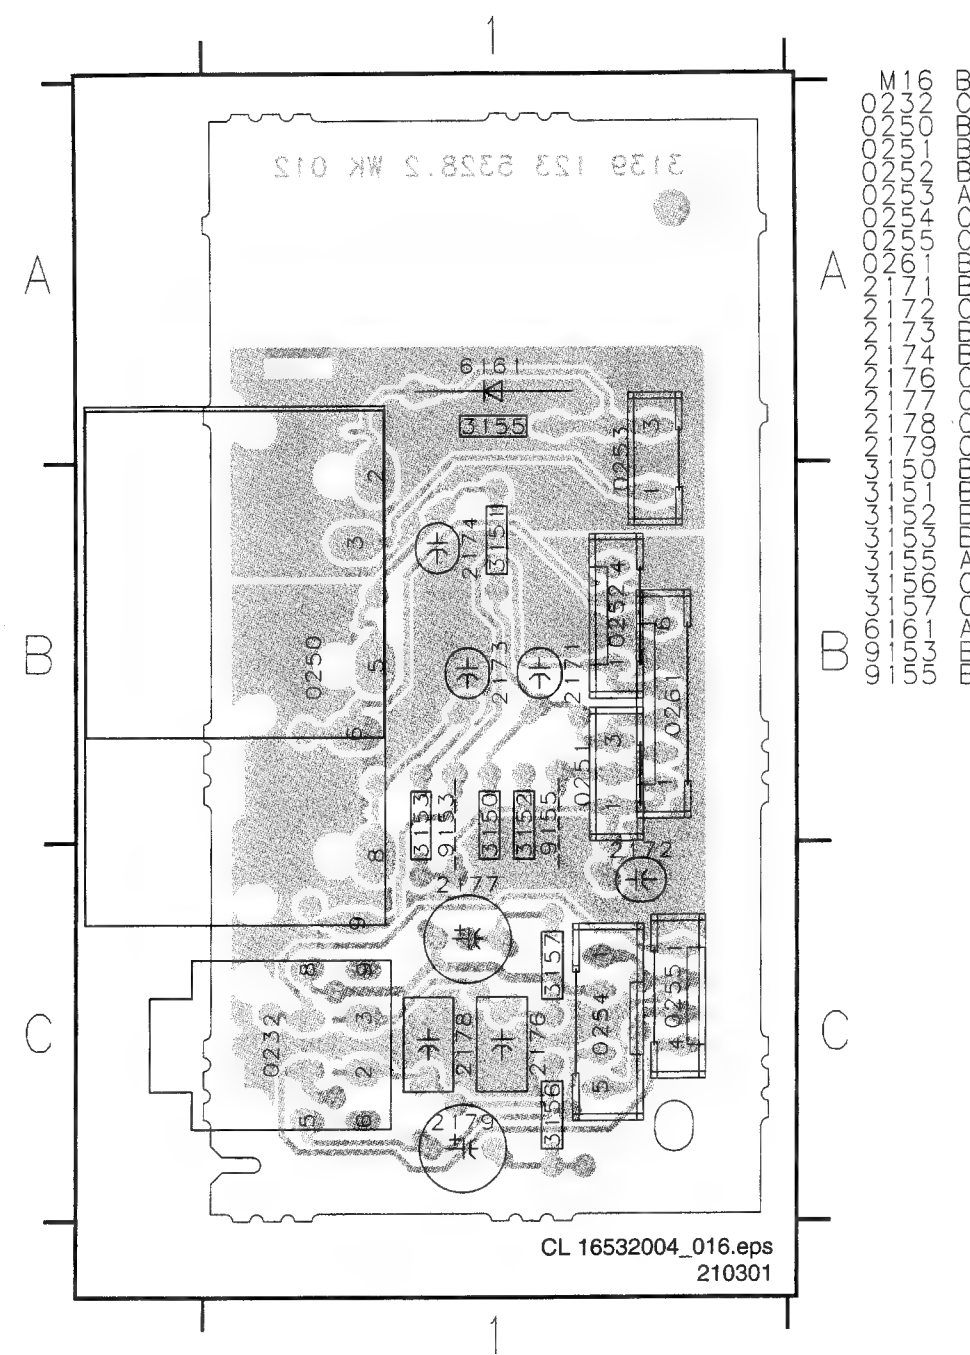 1
M16 B
0232 C
0250 B
0251 B
0252 B
0253 A
0254 C
0255 C
0261 B
2171 B
2172 C
2173 B
2174 B
2176 C
2177 C
2178 C
2179 C
3150 B
3151 B
3152 B
3153 B
3155 A
3156 C
3157 C
6161 A
9153 B
9155 B
3139 123 5328.2 WK 012
A
A
6161
3155
0253
3
1
2
3
2174
3151
0252
4
1
B
B
0250
5
6
2173
2171
0261
6
1
0251
3
1
3153
9153
3150
3152
9155
8
9
2172
2177
3157
0254
1
5
0255
1
4
C
C
0232
8
9
3
2
5
6
2178
2176
3156
2179
CL 16532004_016.eps
210301
1